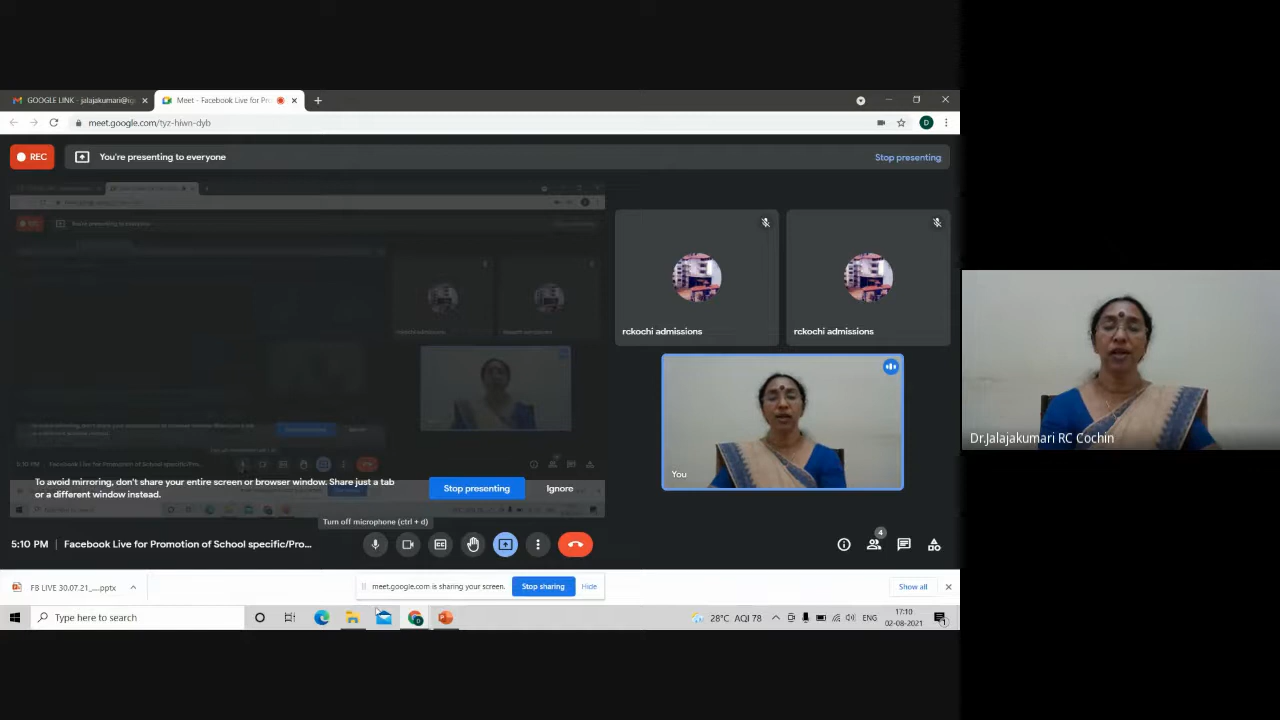 GOOGLE LINK - jalajakumari@ig
Meet - Facebook Live for Pro
meet.google.com/tyz-hiwn-dyb
REC
You're presenting to everyone
Stop presenting
rckochi admissions
rckochi admissions
You
To avoid mirroring, don't share your entire screen or browser window. Share just a tab
or a different window instead.
Stop presenting
Ignore
Turn off microphone (ctrl + d)
5:10 PM | Facebook Live for Promotion of School specific/Pro...
4
FB LIVE 30.07.21_....pptx
meet.google.com is sharing your screen.
Stop sharing
Hide
Show all
Type here to search
28°C AQI 78
ENG
17:10
02-08-2021
Dr.Jalajakumari RC Cochin